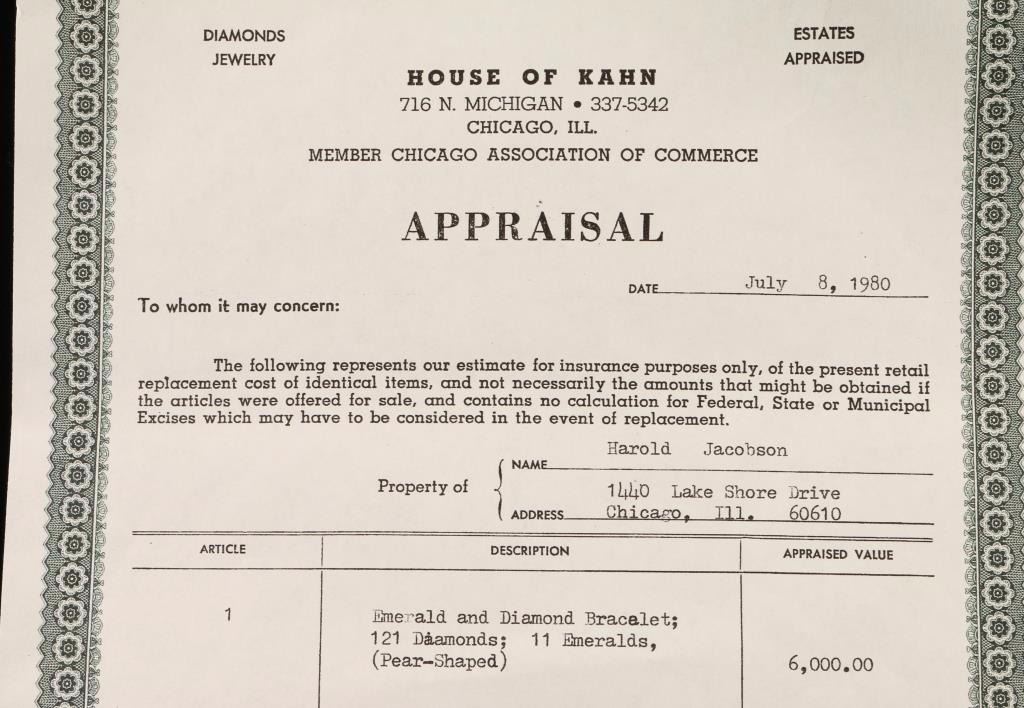 DIAMONDS
JEWELRY
ESTATES
APPRAISED
HOUSE OF KAHN
716 N. MICHIGAN • 337-5342
CHICAGO, ILL.
MEMBER CHICAGO ASSOCIATION OF COMMERCE
APPRAISAL
DATE July 8, 1980
To whom it may concern:
The following represents our estimate for insurance purposes only, of the present retail
replacement cost of identical items, and not necessarily the amounts that might be obtained if
the articles were offered for sale, and contains no calculation for Federal, State or Municipal
Excises which may have to be considered in the event of replacement.
Harold Jacobson
Property of NAME
1440 Lake Shore Drive
ADDRESS Chicago, Ill. 60610
ARTICLE DESCRIPTION APPRAISED VALUE
1 Emerald and Diamond Bracelet;
121 Diamonds; 11 Emeralds,
(Pear-Shaped) 6,000.00